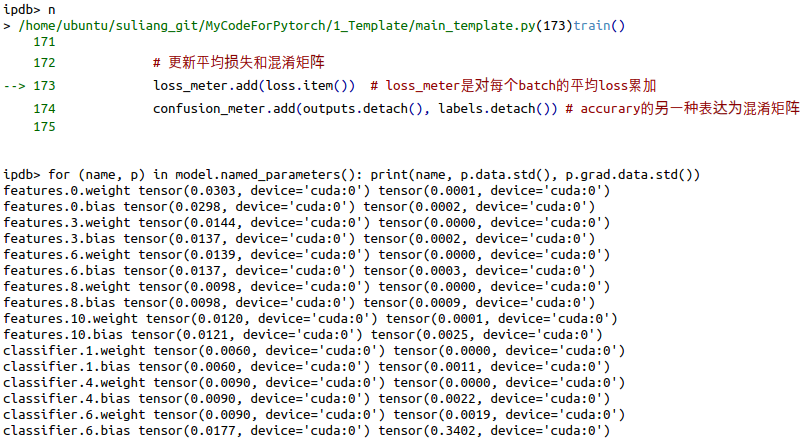 ipdb> n
> /home/ubuntu/suliang_git/MyCodeForPytorch/1_Template/main_template.py(173)train()
171
172 # 更新平均损失和混淆矩阵
--> 173 loss_meter.add(loss.item()) # loss_meter是对每个batch的平均loss累加
174 confusion_meter.add(outputs.detach(), labels.detach()) # accurary的另一种表达为混淆矩阵
175
ipdb> for (name, p) in model.named_parameters(): print(name, p.data.std(), p.grad.data.std())
features.0.weight tensor(0.0303, device='cuda:0') tensor(0.0001, device='cuda:0')
features.0.bias tensor(0.0298, device='cuda:0') tensor(0.0002, device='cuda:0')
features.3.weight tensor(0.0144, device='cuda:0') tensor(0.0000, device='cuda:0')
features.3.bias tensor(0.0137, device='cuda:0') tensor(0.0002, device='cuda:0')
features.6.weight tensor(0.0139, device='cuda:0') tensor(0.0000, device='cuda:0')
features.6.bias tensor(0.0137, device='cuda:0') tensor(0.0003, device='cuda:0')
features.8.weight tensor(0.0098, device='cuda:0') tensor(0.0000, device='cuda:0')
features.8.bias tensor(0.0098, device='cuda:0') tensor(0.0009, device='cuda:0')
features.10.weight tensor(0.0120, device='cuda:0') tensor(0.0001, device='cuda:0')
features.10.bias tensor(0.0121, device='cuda:0') tensor(0.0025, device='cuda:0')
classifier.1.weight tensor(0.0060, device='cuda:0') tensor(0.0000, device='cuda:0')
classifier.1.bias tensor(0.0060, device='cuda:0') tensor(0.0011, device='cuda:0')
classifier.4.weight tensor(0.0090, device='cuda:0') tensor(0.0000, device='cuda:0')
classifier.4.bias tensor(0.0090, device='cuda:0') tensor(0.0022, device='cuda:0')
classifier.6.weight tensor(0.0090, device='cuda:0') tensor(0.0019, device='cuda:0')
classifier.6.bias tensor(0.0177, device='cuda:0') tensor(0.3402, device='cuda:0')